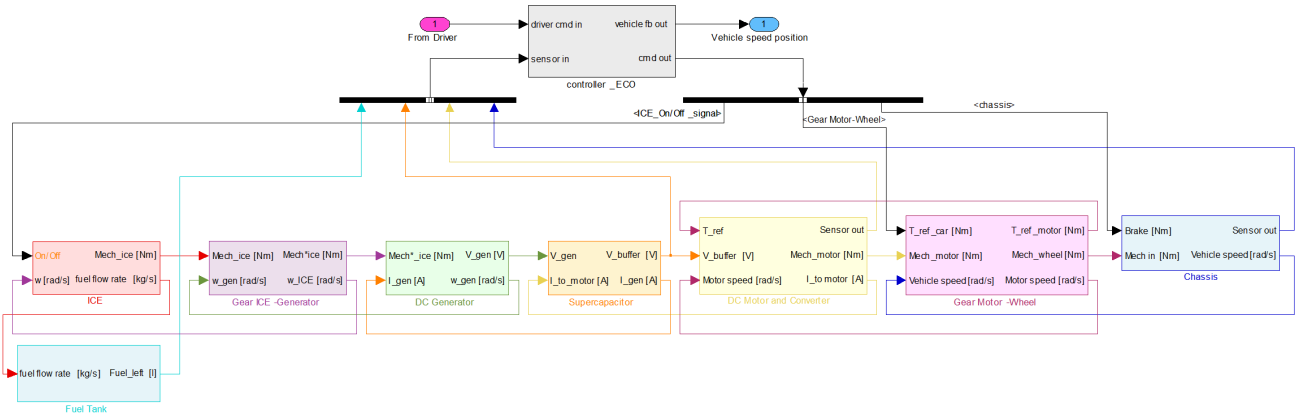 1
From Driver
driver cmd in
vehicle fb out
sensor in
cmd out
controller _ECO
1
Vehicle speed position
<ICE_On/Off _signal>
<Gear Motor-Wheel>
<chassis>
On/Off
Mech_ice [Nm]
w [rad/s]
fuel flow rate [kg/s]
ICE
Mech_ice [Nm]
Mech*ice [Nm]
w_gen [rad/s]
w_ICE [rad/s]
Gear ICE -Generator
Mech*_ice [Nm]
V_gen [V]
I_gen [A]
w_gen [rad/s]
DC Generator
V_gen
V_buffer [V]
I_to_motor [A]
I_gen [A]
Supercapacitor
T_ref
Sensor out
V_buffer [V]
Mech_motor [Nm]
Motor speed [rad/s]
I_to motor [A]
DC Motor and Converter
T_ref_car [Nm]
T_ref_motor [Nm]
Mech_motor [Nm]
Mech_wheel [Nm]
Vehicle speed [rad/s]
Motor speed [rad/s]
Gear Motor -Wheel
Brake [Nm]
Sensor out
Mech in [Nm]
Vehicle speed [rad/s]
Chassis
fuel flow rate [kg/s]
Fuel_left [l]
Fuel Tank